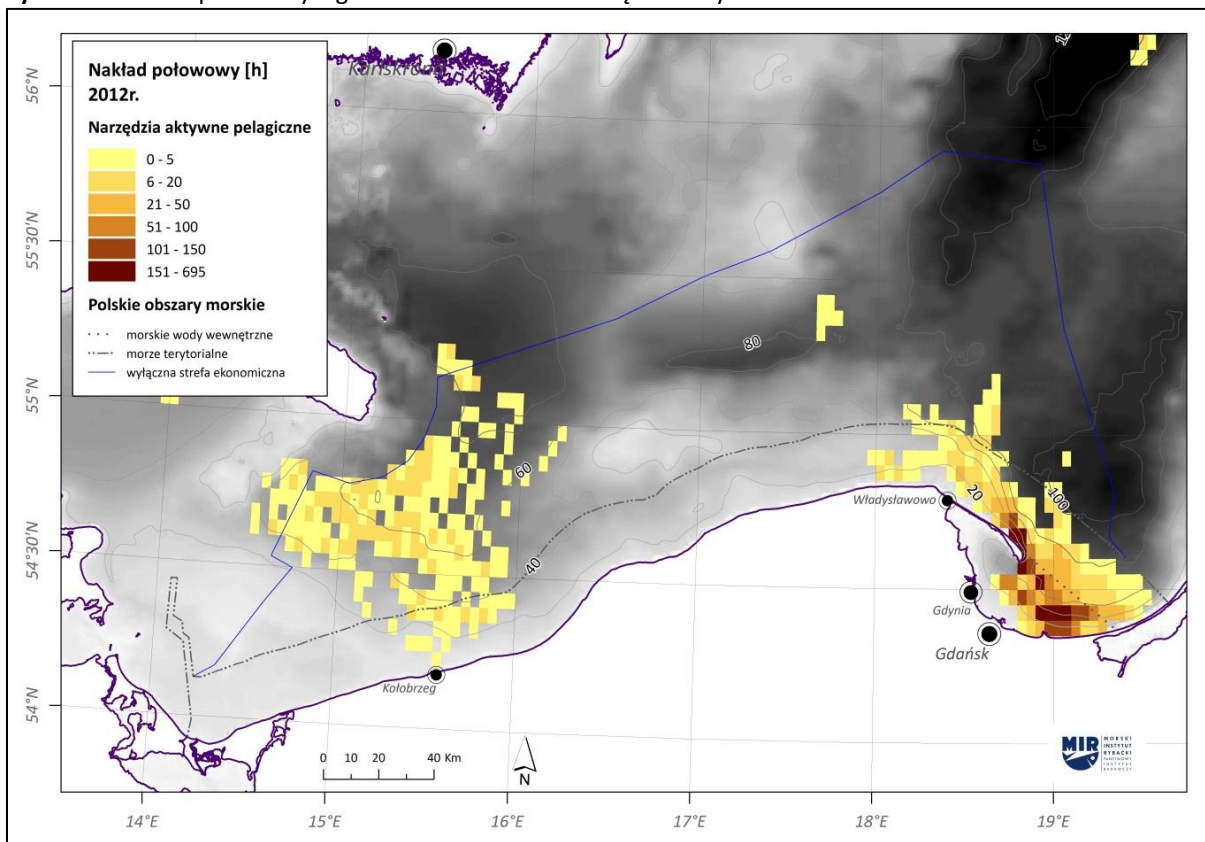 Nakład połowowy [h]
2012r.
Narzędzia aktywne pelagiczne
0 - 5
6 - 20
21 - 50
51 - 100
101 - 150
151 - 695
Polskie obszary morskie
morskie wody wewnętrzne
morze terytorialne
wyłączna strefa ekonomiczna
56°N
55°30'N
55°N
54°30'N
54°N
80
60
40
20
100
Władysławowo
Gdynia
Gdańsk
Kołobrzeg
0 10 20 40 Km
N
MIR
MORSKI
INSTYTUT
RYBACKI
PAŃSTWOWY
INSTYTUT
BADAWCZY
14°E
15°E
16°E
17°E
18°E
19°E